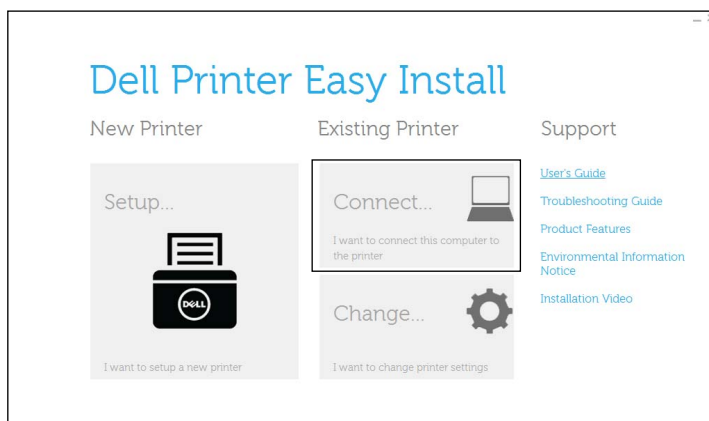 Dell Printer Easy Install
New Printer
Existing Printer
Support
Setup...
DELL
I want to setup a new printer
Connect...
I want to connect this computer to
the printer
Change...
I want to change printer settings
User's Guide
Troubleshooting Guide
Product Features
Environmental Information
Notice
Installation Video